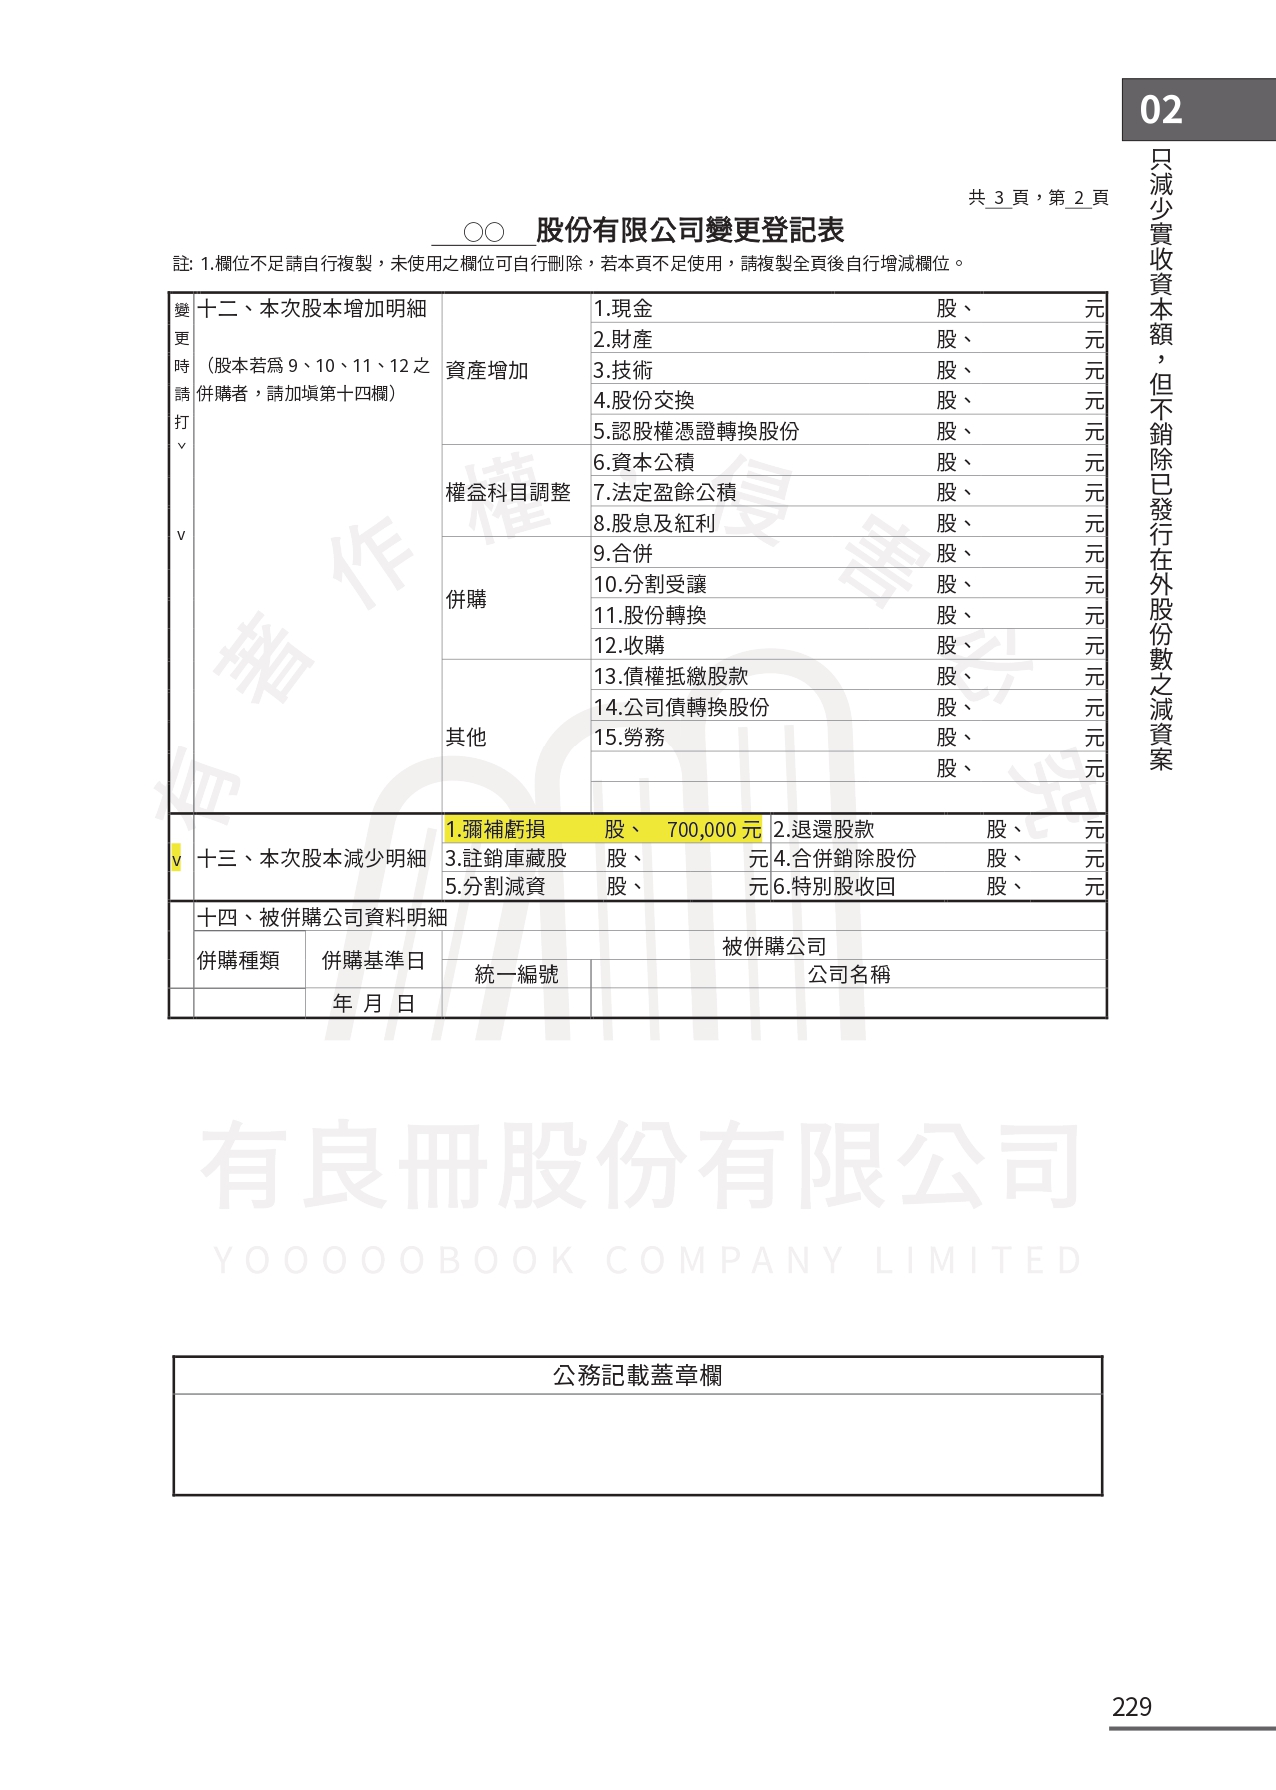 02
只減少實收資本額，但不銷除已發行在外股份數之減資案
共 3 頁，第 2 頁
○○ 股份有限公司變更登記表
註: 1.欄位不足請自行複製，未使用之欄位可自行刪除，若本頁不足使用，請複製全頁後自行增減欄位。
變更時請打ˇ
v
十二、本次股本增加明細
（股本若為 9、10、11、12 之
併購者，請加填第十四欄）
資產增加
1.現金 股、 元
2.財產 股、 元
3.技術 股、 元
4.股份交換 股、 元
5.認股權憑證轉換股份 股、 元
權益科目調整
6.資本公積 股、 元
7.法定盈餘公積 股、 元
8.股息及紅利 股、 元
併購
9.合併 股、 元
10.分割受讓 股、 元
11.股份轉換 股、 元
12.收購 股、 元
其他
13.債權抵繳股款 股、 元
14.公司債轉換股份 股、 元
15.勞務 股、 元
股、 元
v 十三、本次股本減少明細
1.彌補虧損 股、 700,000 元 2.退還股款 股、 元
3.註銷庫藏股 股、 元 4.合併銷除股份 股、 元
5.分割減資 股、 元 6.特別股收回 股、 元
十四、被併購公司資料明細
併購種類 併購基準日 被併購公司
統一編號 公司名稱
年 月 日
有著作權 侵害必究
有良冊股份有限公司
YOOOOOBOOK COMPANY LIMITED
公務記載蓋章欄
229